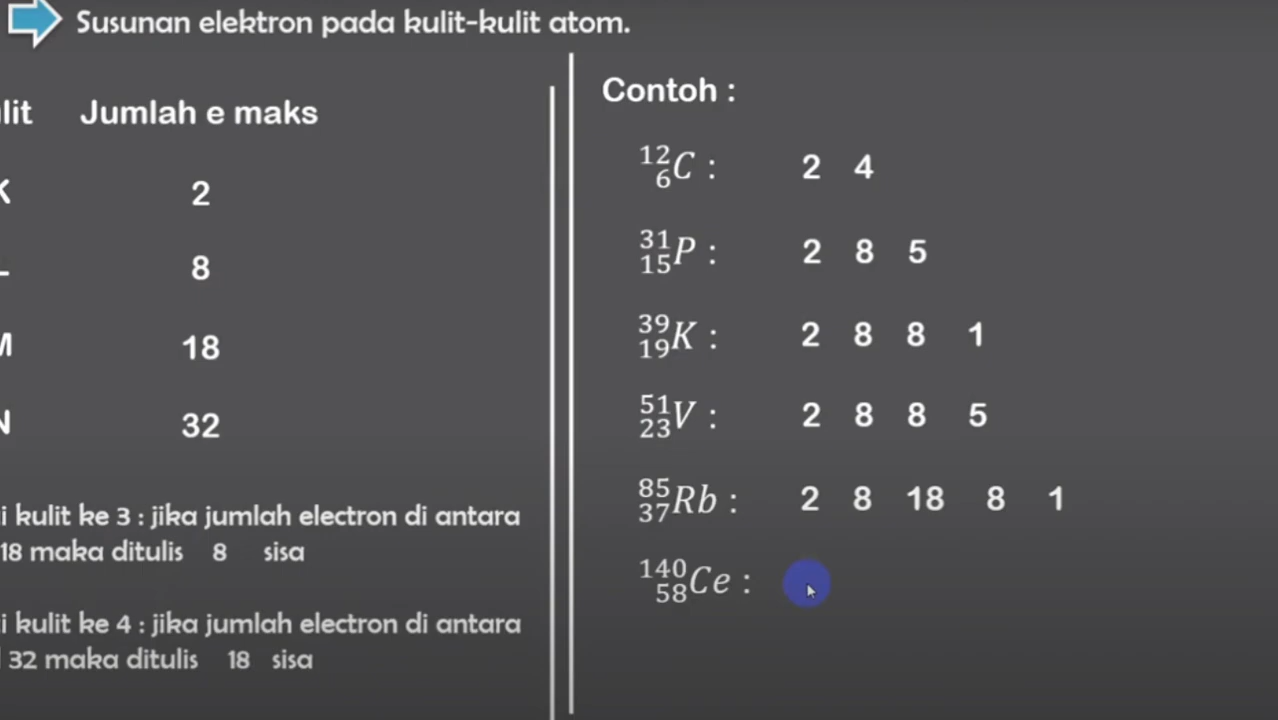 Susunan elektron pada kulit-kulit atom.
lit Jumlah e maks
K 2
L 8
M 18
N 32
i kulit ke 3 : jika jumlah electron di antara
18 maka ditulis 8 sisa
i kulit ke 4 : jika jumlah electron di antara
32 maka ditulis 18 sisa
Contoh :
¹²₆C : 2 4
³¹₁₅P : 2 8 5
³⁹₁₉K : 2 8 8 1
⁵¹₂₃V : 2 8 8 5
⁸⁵₃₇Rb : 2 8 18 8 1
¹⁴⁰₅₈Ce :